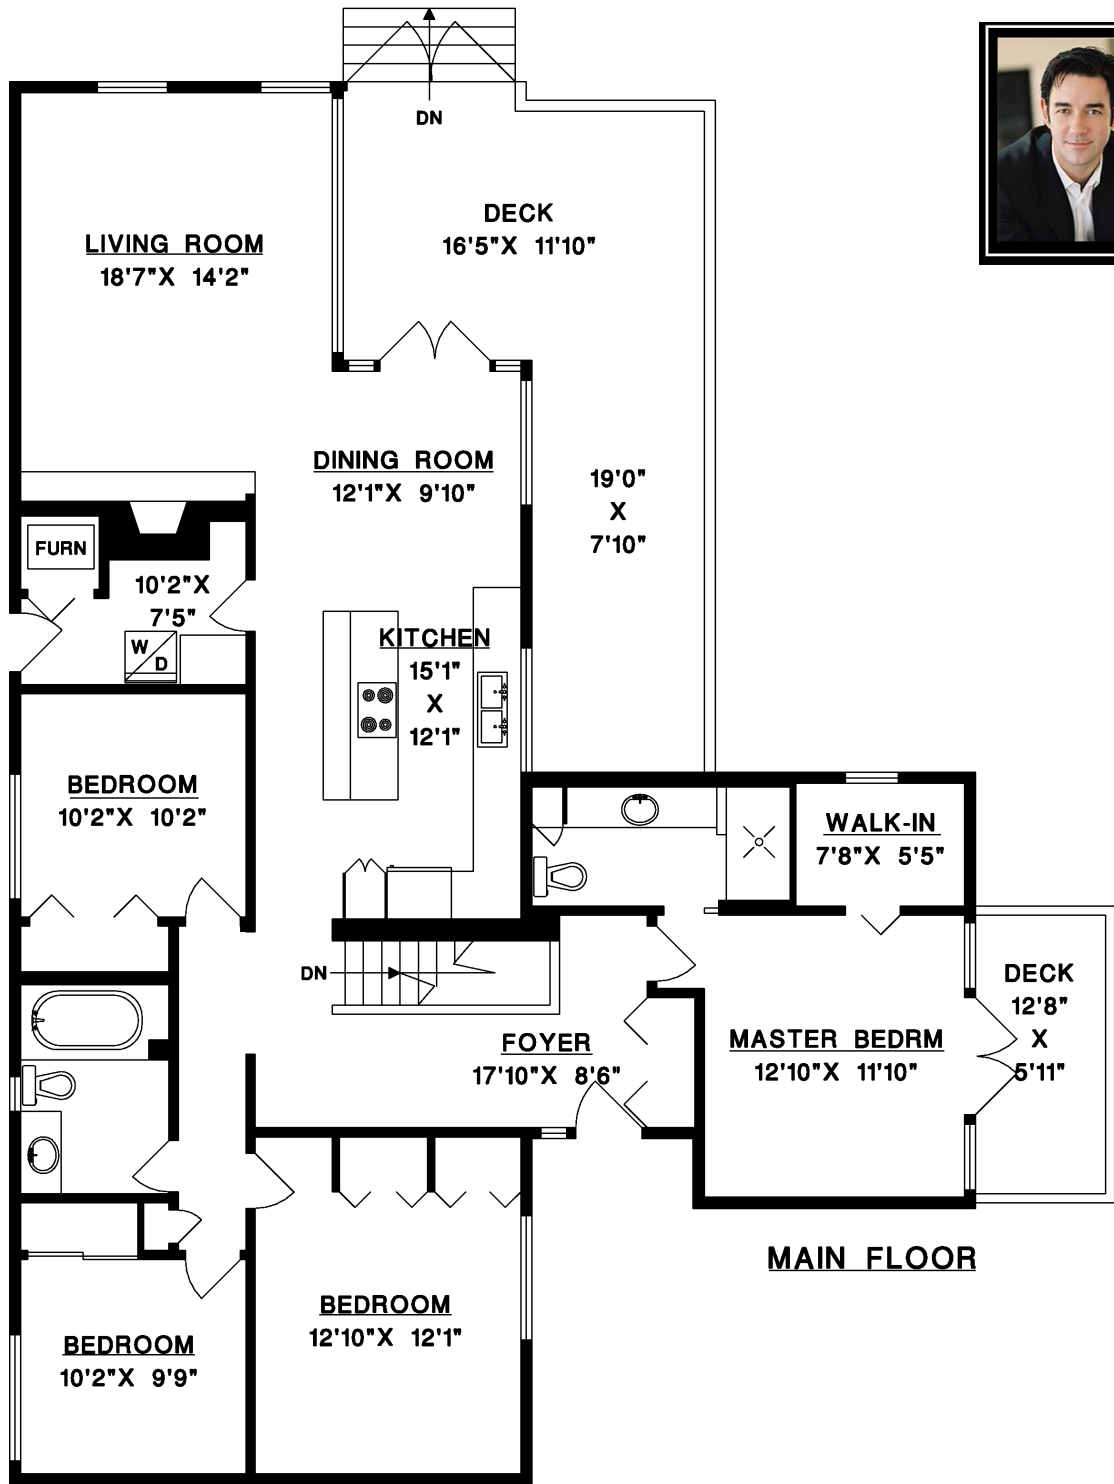 DN
DECK
16'5"X 11'10"
LIVING ROOM
18'7"X 14'2"
DINING ROOM
12'1"X 9'10"
19'0"
X
7'10"
FURN
10'2"X
7'5"
W
D
KITCHEN
15'1"
X
12'1"
BEDROOM
10'2"X 10'2"
WALK-IN
7'8"X 5'5"
DN
DECK
12'8"
X
5'11"
FOYER
17'10"X 8'6"
MASTER BEDRM
12'10"X 11'10"
MAIN FLOOR
BEDROOM
12'10"X 12'1"
BEDROOM
10'2"X 9'9"